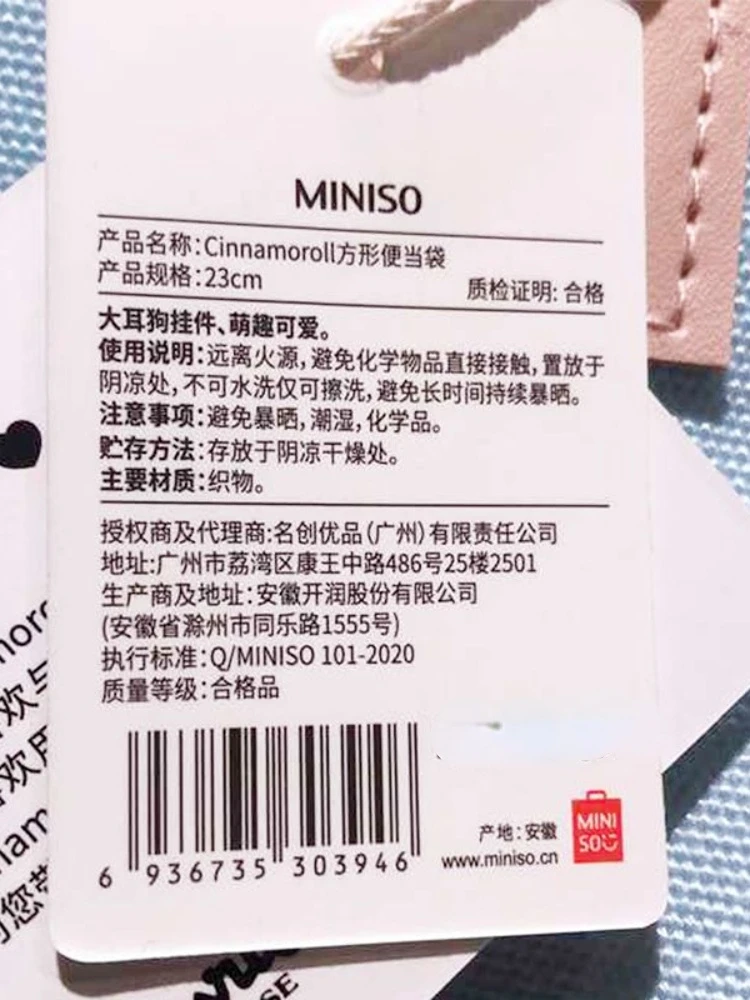 MINISO
产品名称:Cinnamoroll方形便当袋
产品规格:23cm
质检证明:合格
大耳狗挂件、萌趣可爱。
使用说明:远离火源,避免化学物品直接接触,置放于
阴凉处,不可水洗仅可擦洗,避免长时间持续暴晒。
注意事项:避免暴晒,潮湿,化学品。
贮存方法:存放于阴凉干燥处。
主要材质:织物。
授权商及代理商:名创优品(广州)有限责任公司
地址:广州市荔湾区康王中路486号25楼2501
生产商及地址:安徽开润股份有限公司
(安徽省滁州市同乐路1555号)
执行标准:Q/MINISO 101-2020
质量等级:合格品
6 936735 303946
产地:安徽
www.miniso.cn
MINI
SO
欢与
欢
am
您
SE